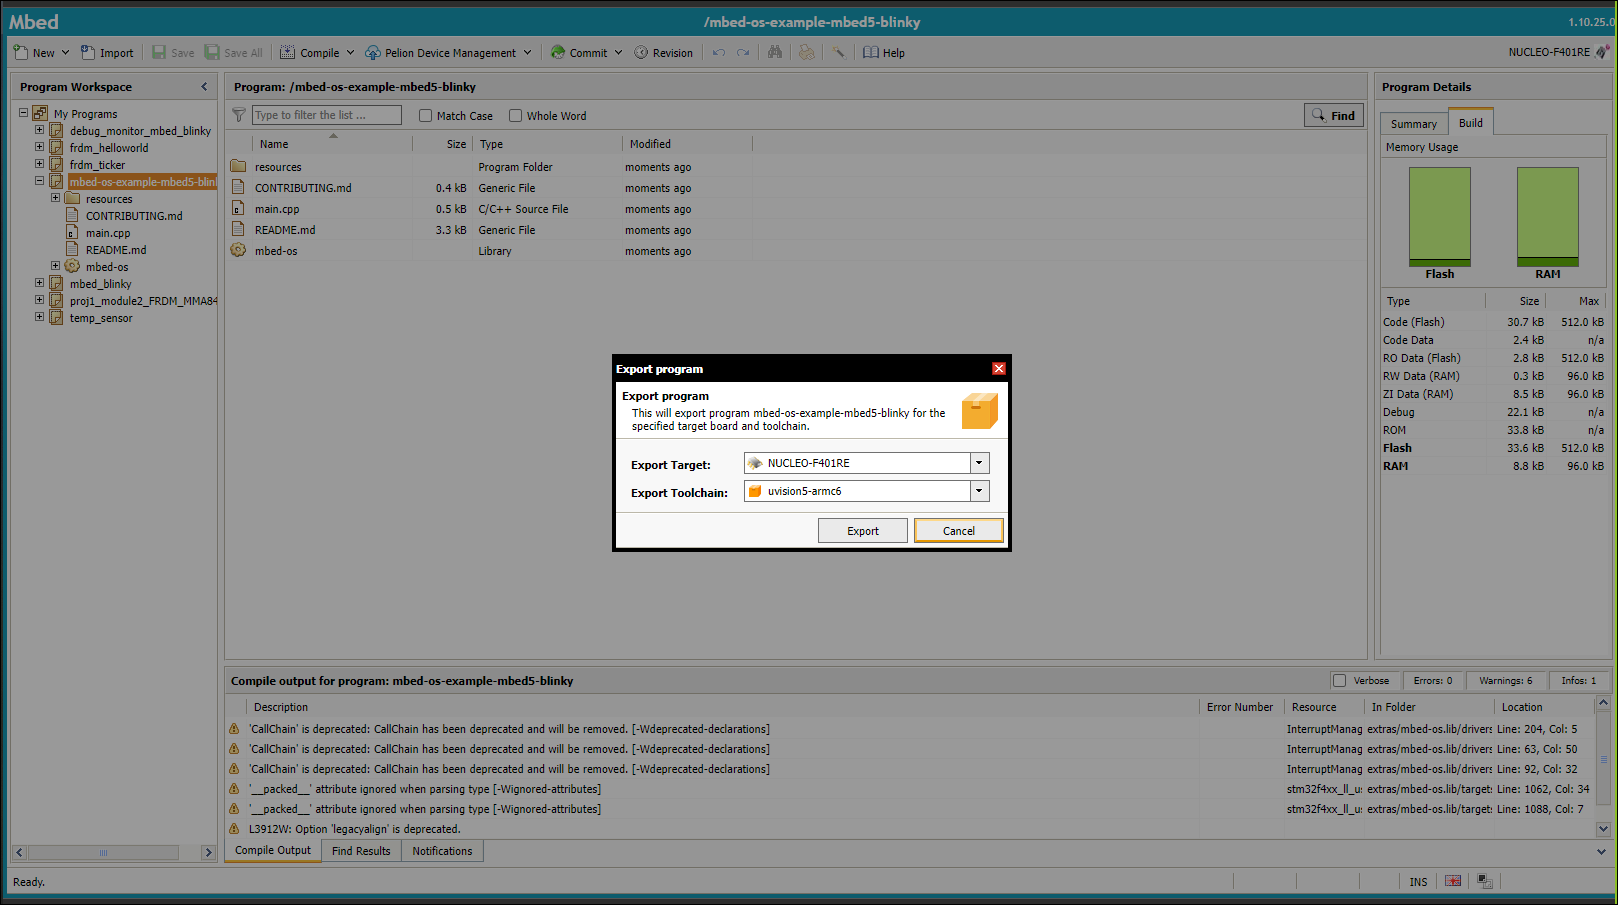 Mbed /mbed-os-example-mbed5-blinky 1.10.25.0
New Import Save Save All Compile Pelion Device Management Commit Revision Help NUCLEO-F401RE
Program Workspace
My Programs
debug_monitor_mbed_blinky
frdm_helloworld
frdm_ticker
mbed-os-example-mbed5-blin
resources
CONTRIBUTING.md
main.cpp
README.md
mbed-os
mbed_blinky
proj1_module2_FRDM_MMA84
temp_sensor
Program: /mbed-os-example-mbed5-blinky
Type to filter the list ... Match Case Whole Word Find
Name Size Type Modified
resources Program Folder moments ago
CONTRIBUTING.md 0.4 kB Generic File moments ago
main.cpp 0.5 kB C/C++ Source File moments ago
README.md 3.3 kB Generic File moments ago
mbed-os Library moments ago
Program Details
Summary Build
Memory Usage
Flash RAM
Type Size Max
Code (Flash) 30.7 kB 512.0 kB
Code Data 2.4 kB n/a
RO Data (Flash) 2.8 kB 512.0 kB
RW Data (RAM) 0.3 kB 96.0 kB
ZI Data (RAM) 8.5 kB 96.0 kB
Debug 22.1 kB n/a
ROM 33.8 kB n/a
Flash 33.6 kB 512.0 kB
RAM 8.8 kB 96.0 kB
Export program
Export program
This will export program mbed-os-example-mbed5-blinky for the
specified target board and toolchain.
Export Target: NUCLEO-F401RE
Export Toolchain: uvision5-armc6
Export Cancel
Compile output for program: mbed-os-example-mbed5-blinky Verbose Errors: 0 Warnings: 6 Infos: 1
Description Error Number Resource In Folder Location
'CallChain' is deprecated: CallChain has been deprecated and will be removed. [-Wdeprecated-declarations] InterruptManag extras/mbed-os.lib/drivers Line: 204, Col: 5
'CallChain' is deprecated: CallChain has been deprecated and will be removed. [-Wdeprecated-declarations] InterruptManag extras/mbed-os.lib/drivers Line: 63, Col: 50
'CallChain' is deprecated: CallChain has been deprecated and will be removed. [-Wdeprecated-declarations] InterruptManag extras/mbed-os.lib/drivers Line: 92, Col: 32
'__packed__' attribute ignored when parsing type [-Wignored-attributes] stm32f4xx_ll_us extras/mbed-os.lib/targets Line: 1062, Col: 34
'__packed__' attribute ignored when parsing type [-Wignored-attributes] stm32f4xx_ll_us extras/mbed-os.lib/targets Line: 1088, Col: 7
L3912W: Option 'legacyalign' is deprecated.
Compile Output Find Results Notifications
Ready. INS